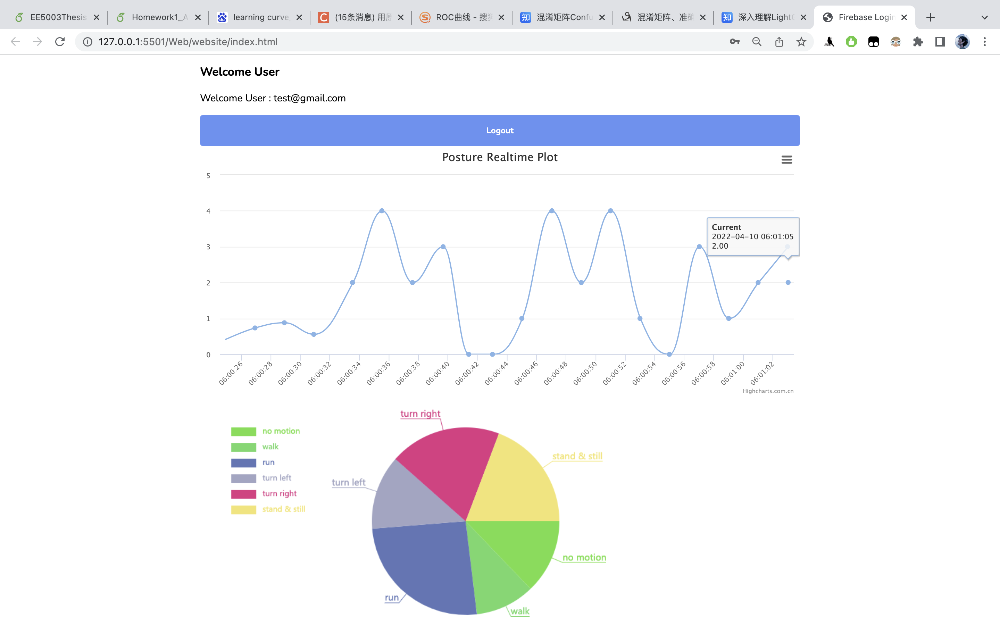 EE5003Thesis
Homework1_A
learning curve
(15条消息) 用
ROC曲线 - 搜
混淆矩阵Confu
混淆矩阵、准
深入理解Light
Firebase Login
127.0.0.1:5501/Web/website/index.html
Welcome User
Welcome User : test@gmail.com
Logout
Posture Realtime Plot
5
4
3
2
1
0
Current
2022-04-10 06:01:05
2.00
06:00:26
06:00:28
06:00:30
06:00:32
06:00:34
06:00:36
06:00:38
06:00:40
06:00:42
06:00:44
06:00:46
06:00:48
06:00:50
06:00:52
06:00:54
06:00:56
06:00:58
06:01:00
06:01:02
Highcharts.com.cn
no motion
walk
run
turn left
turn right
stand & still
turn right
stand & still
turn left
no motion
run
walk